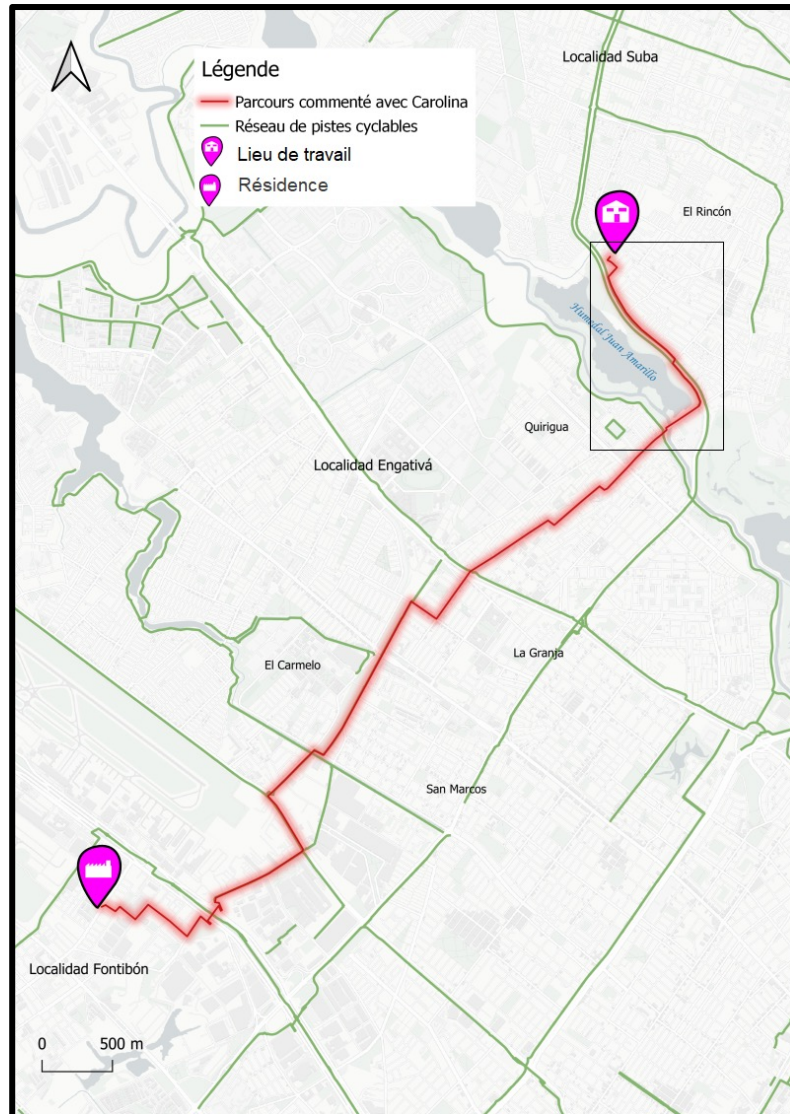 Localidad Suba
Légende
Parcours commenté avec Carolina
Réseau de pistes cyclables
Lieu de travail
Résidence
El Rincón
Humedal Juan Amarillo
Quirigua
Localidad Engativá
La Granja
El Carmelo
San Marcos
Localidad Fontibón
0 500 m